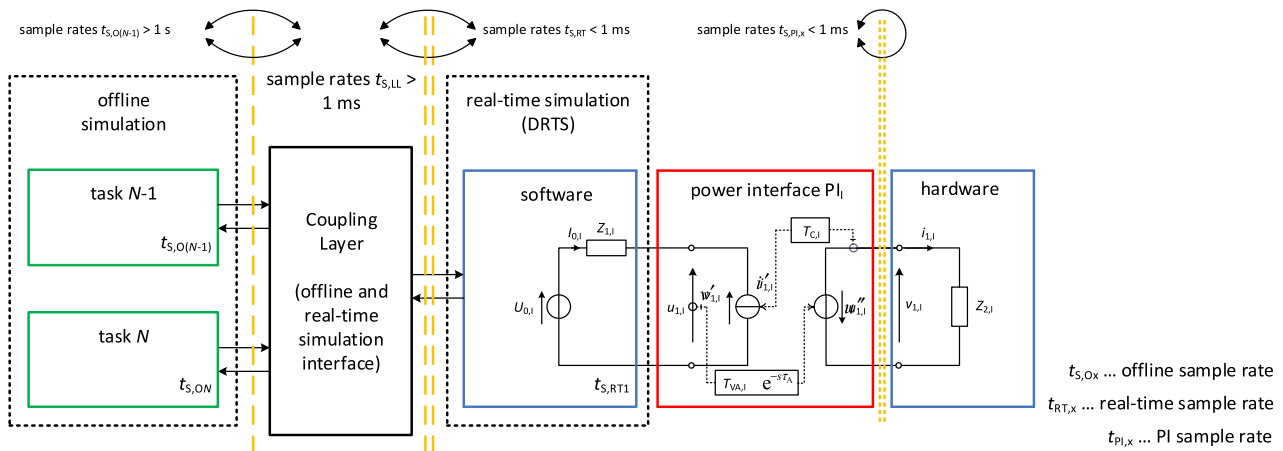 sample rates tS,O(N-1) > 1 s
sample rates tS,RT < 1 ms
sample rates tS,PI,x < 1 ms
sample rates tS,LL >
1 ms
offline
simulation
real-time simulation
(DRTS)
task N-1
tS,O(N-1)
task N
tS,ON
Coupling
Layer
(offline and
real-time
simulation
interface)
software
I0,I
Z1,I
U0,I
tS,RT1
power interface PII
TC,I
u1,I
TVA,I e-sτA
hardware
i1,I
v1,I
Z2,I
tS,Ox ... offline sample rate
tRT,x ... real-time sample rate
tPI,x ... PI sample rate